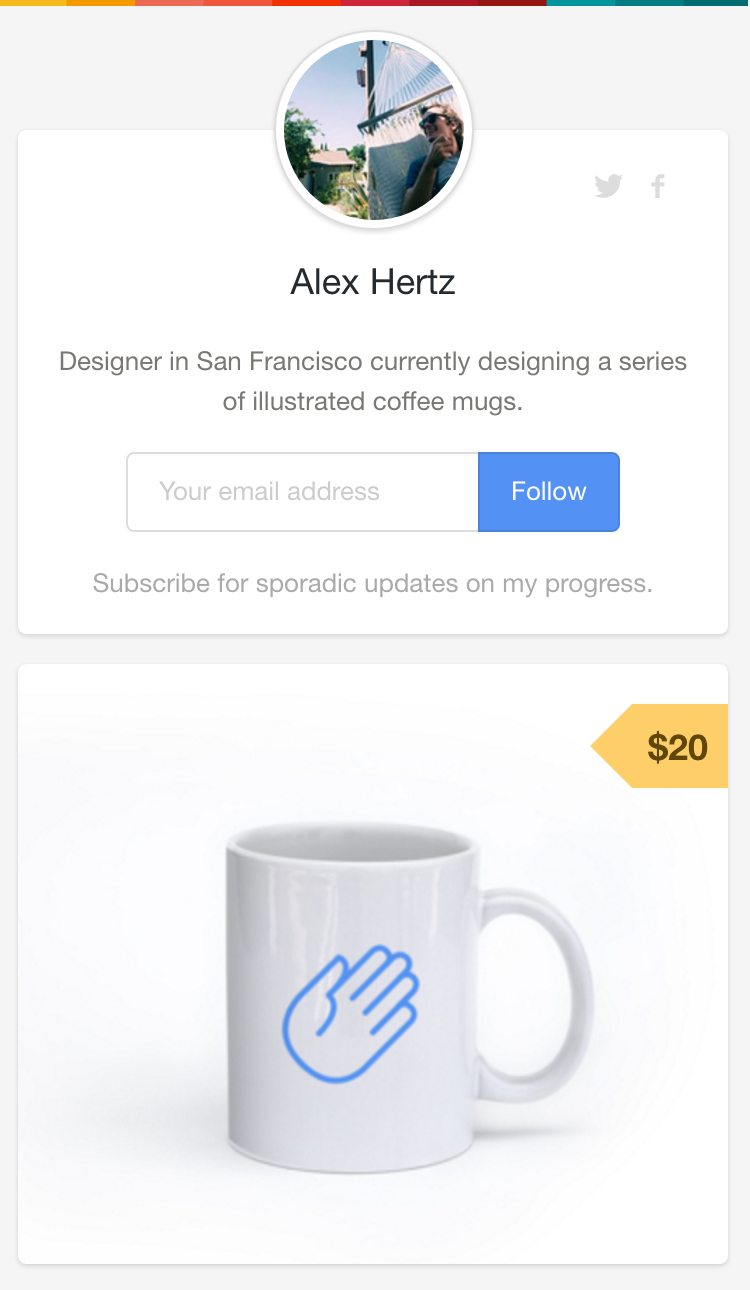 Alex Hertz
Designer in San Francisco currently designing a series
of illustrated coffee mugs.
Your email address
Follow
Subscribe for sporadic updates on my progress.
$20